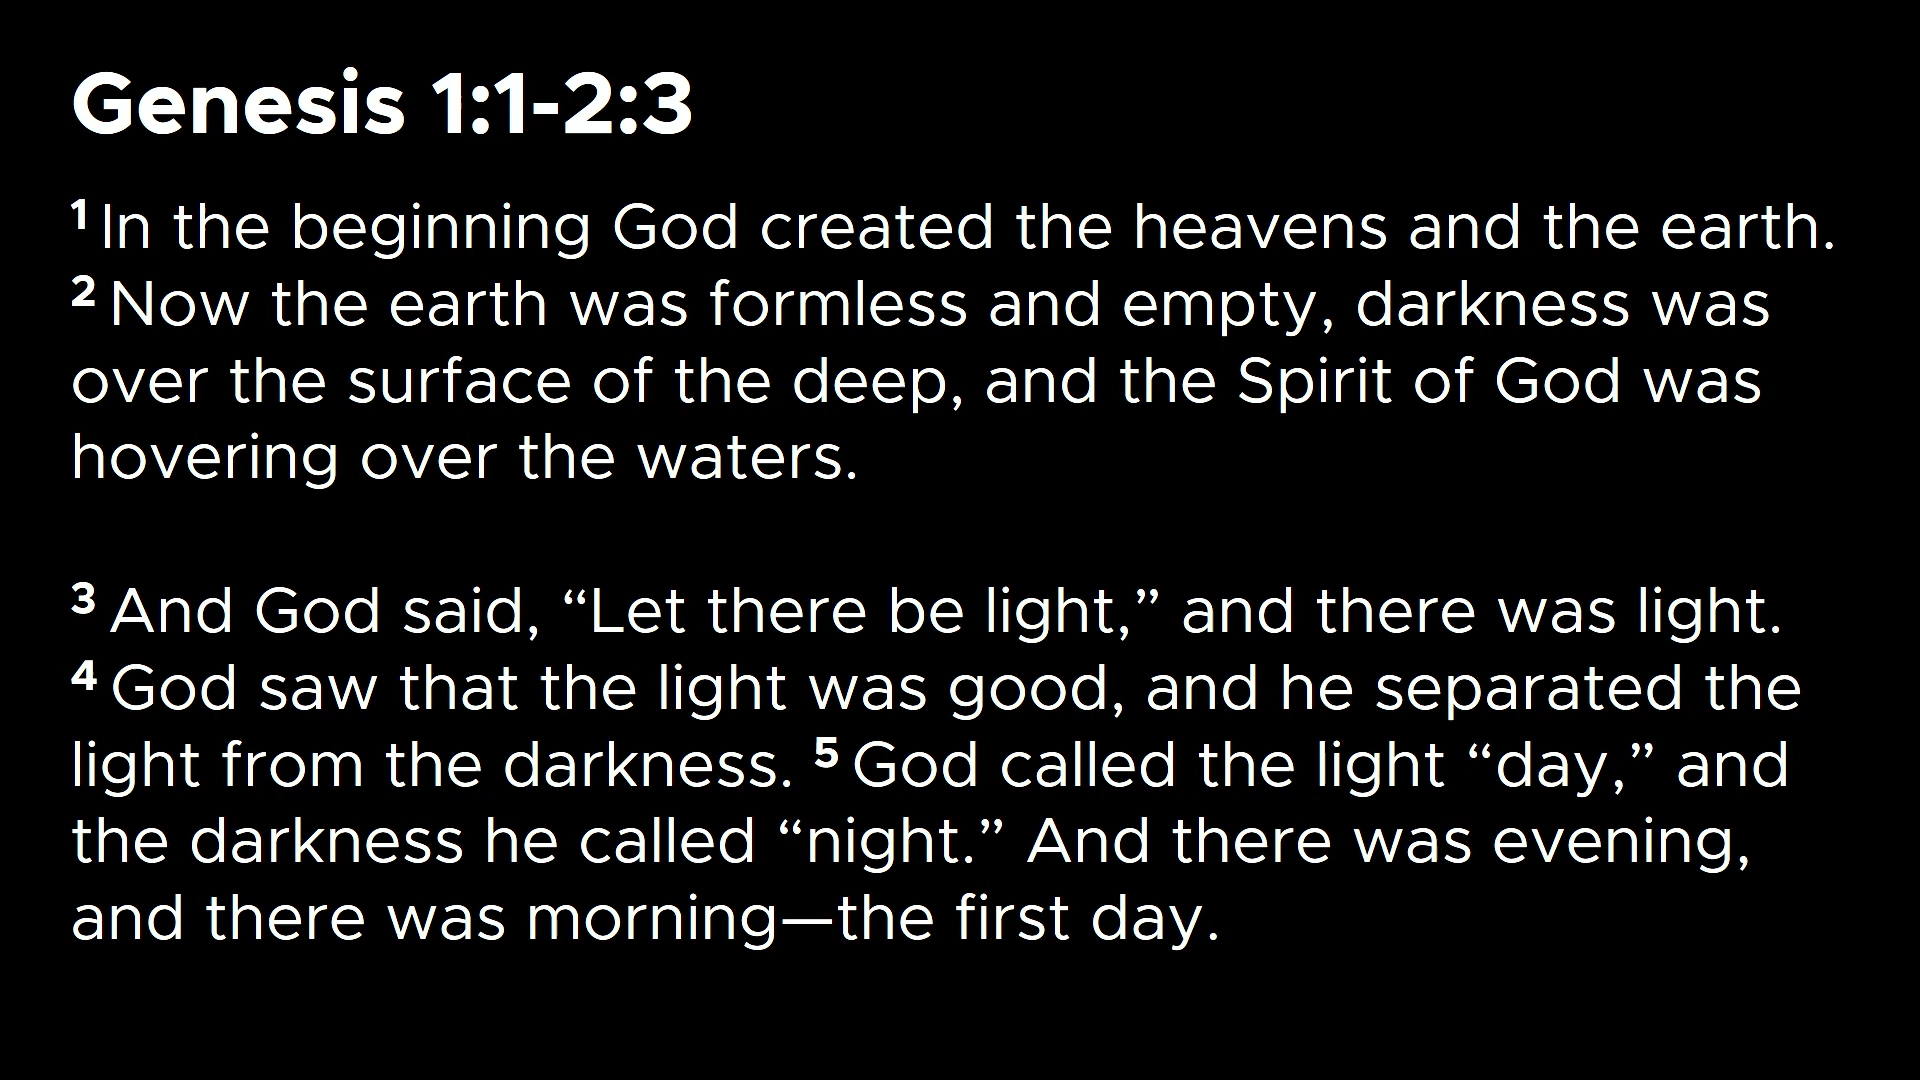 Genesis 1:1-2:3
1 In the beginning God created the heavens and the earth.
2 Now the earth was formless and empty, darkness was
over the surface of the deep, and the Spirit of God was
hovering over the waters.
3 And God said, “Let there be light,” and there was light.
4 God saw that the light was good, and he separated the
light from the darkness. 5 God called the light “day,” and
the darkness he called “night.” And there was evening,
and there was morning—the first day.